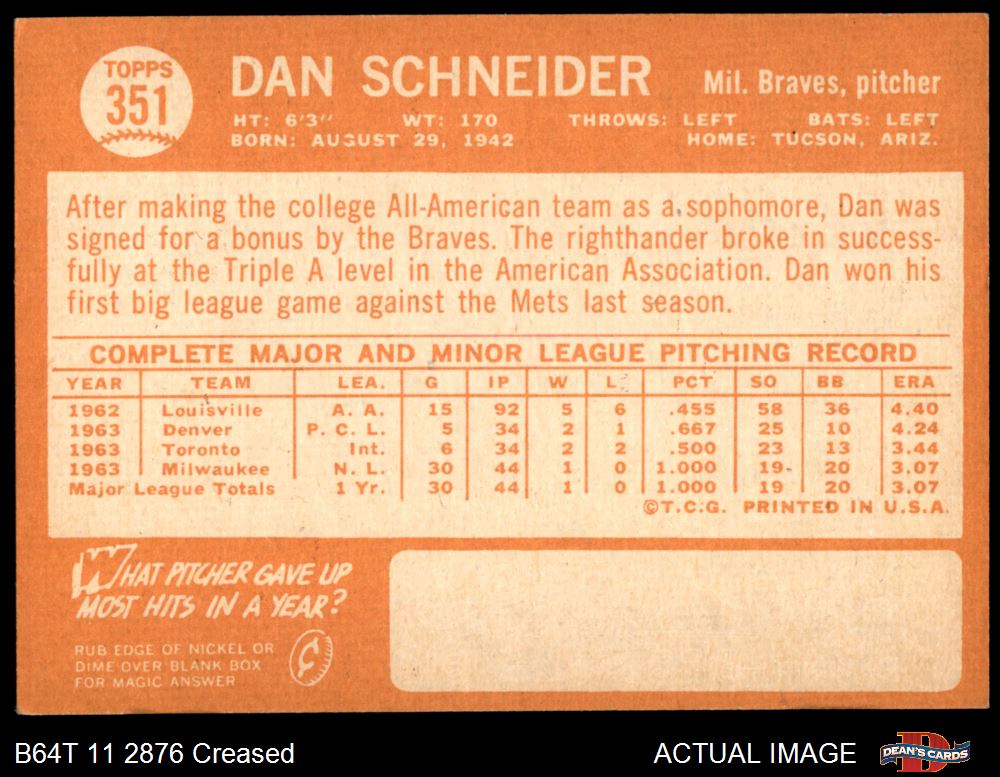 TOPPS
351
DAN SCHNEIDER
Mil. Braves, pitcher
HT: 6'3" WT: 170 THROWS: LEFT BATS: LEFT
BORN: AUGUST 29, 1942 HOME: TUCSON, ARIZ.
After making the college All-American team as a sophomore, Dan was
signed for a bonus by the Braves. The righthander broke in success-
fully at the Triple A level in the American Association. Dan won his
first big league game against the Mets last season.
COMPLETE MAJOR AND MINOR LEAGUE PITCHING RECORD
YEAR TEAM LEA. G IP W L PCT SO BB ERA
1962 Louisville A. A. 15 92 5 6 .455 58 36 4.40
1963 Denver P. C. L. 5 34 2 1 .667 25 10 4.24
1963 Toronto Int. 6 34 2 2 .500 23 13 3.44
1963 Milwaukee N. L. 30 44 1 0 1.000 19 20 3.07
Major League Totals 1 Yr. 30 44 1 0 1.000 19 20 3.07
©T.C.G. PRINTED IN U.S.A.
WHAT PITCHER GAVE UP
MOST HITS IN A YEAR?
RUB EDGE OF NICKEL OR
DIME OVER BLANK BOX
FOR MAGIC ANSWER
¢
B64T 11 2876 Creased
ACTUAL IMAGE
DEAN'S CARDS